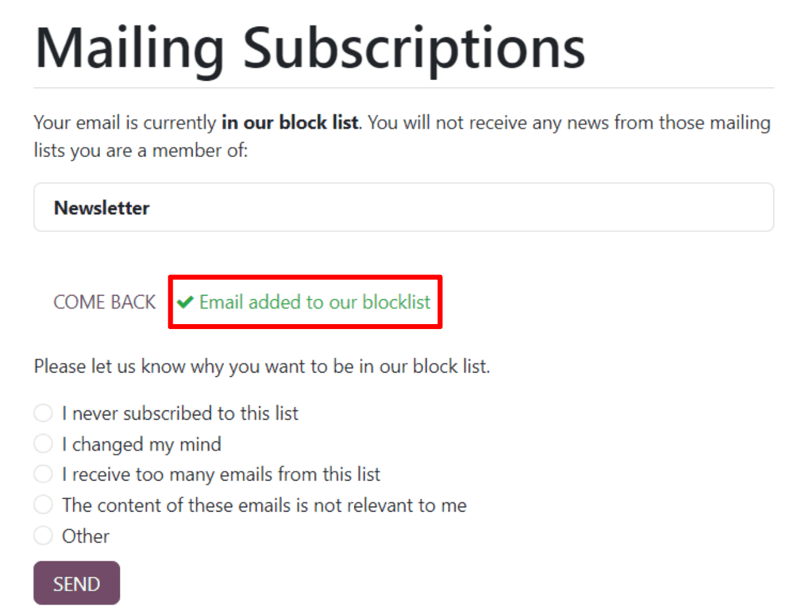 Mailing Subscriptions
Your email is currently in our block list. You will not receive any news from those mailing
lists you are a member of:
Newsletter
COME BACK ✔ Email added to our blocklist
Please let us know why you want to be in our block list.
I never subscribed to this list
I changed my mind
I receive too many emails from this list
The content of these emails is not relevant to me
Other
SEND